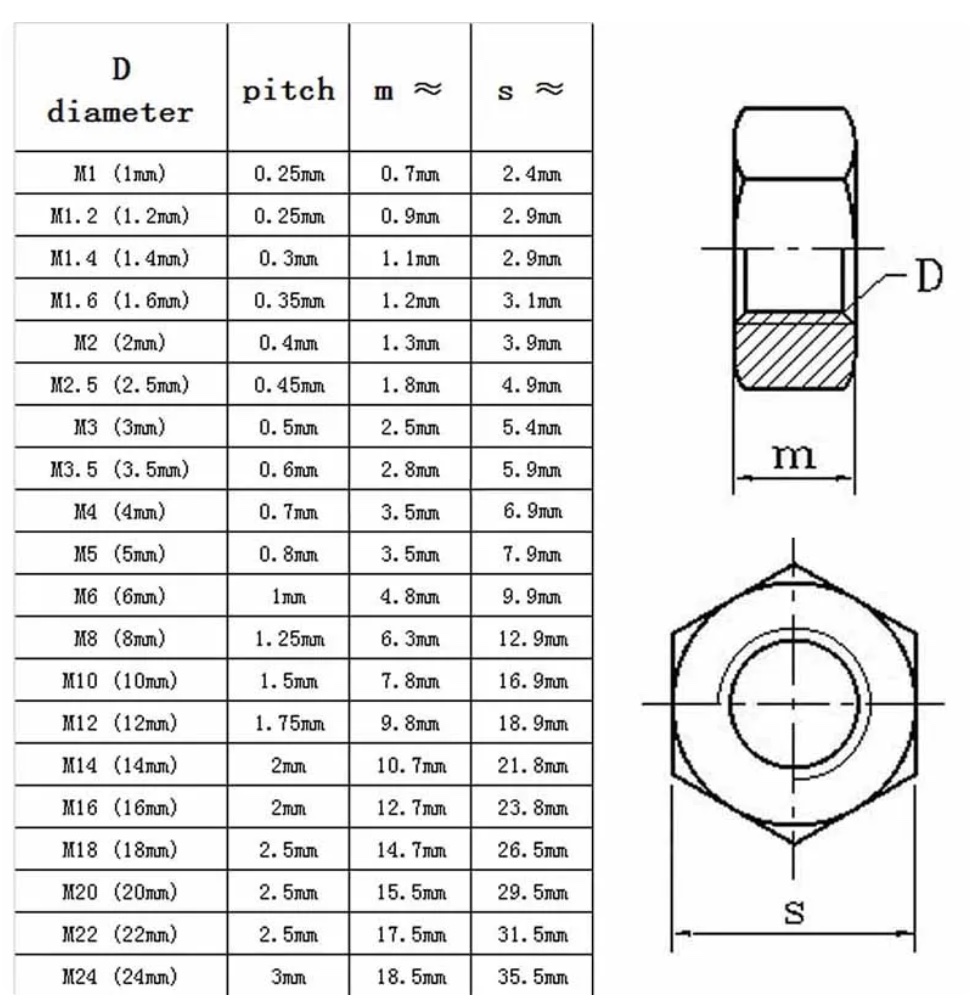 D
diameter
pitch
m ≈
s ≈
M1 (1mm) 0.25mm 0.7mm 2.4mm
M1.2 (1.2mm) 0.25mm 0.9mm 2.9mm
M1.4 (1.4mm) 0.3mm 1.1mm 2.9mm
M1.6 (1.6mm) 0.35mm 1.2mm 3.1mm
M2 (2mm) 0.4mm 1.3mm 3.9mm
M2.5 (2.5mm) 0.45mm 1.8mm 4.9mm
M3 (3mm) 0.5mm 2.5mm 5.4mm
M3.5 (3.5mm) 0.6mm 2.8mm 5.9mm
M4 (4mm) 0.7mm 3.5mm 6.9mm
M5 (5mm) 0.8mm 3.5mm 7.9mm
M6 (6mm) 1mm 4.8mm 9.9mm
M8 (8mm) 1.25mm 6.3mm 12.9mm
M10 (10mm) 1.5mm 7.8mm 16.9mm
M12 (12mm) 1.75mm 9.8mm 18.9mm
M14 (14mm) 2mm 10.7mm 21.8mm
M16 (16mm) 2mm 12.7mm 23.8mm
M18 (18mm) 2.5mm 14.7mm 26.5mm
M20 (20mm) 2.5mm 15.5mm 29.5mm
M22 (22mm) 2.5mm 17.5mm 31.5mm
M24 (24mm) 3mm 18.5mm 35.5mm
D
m
s